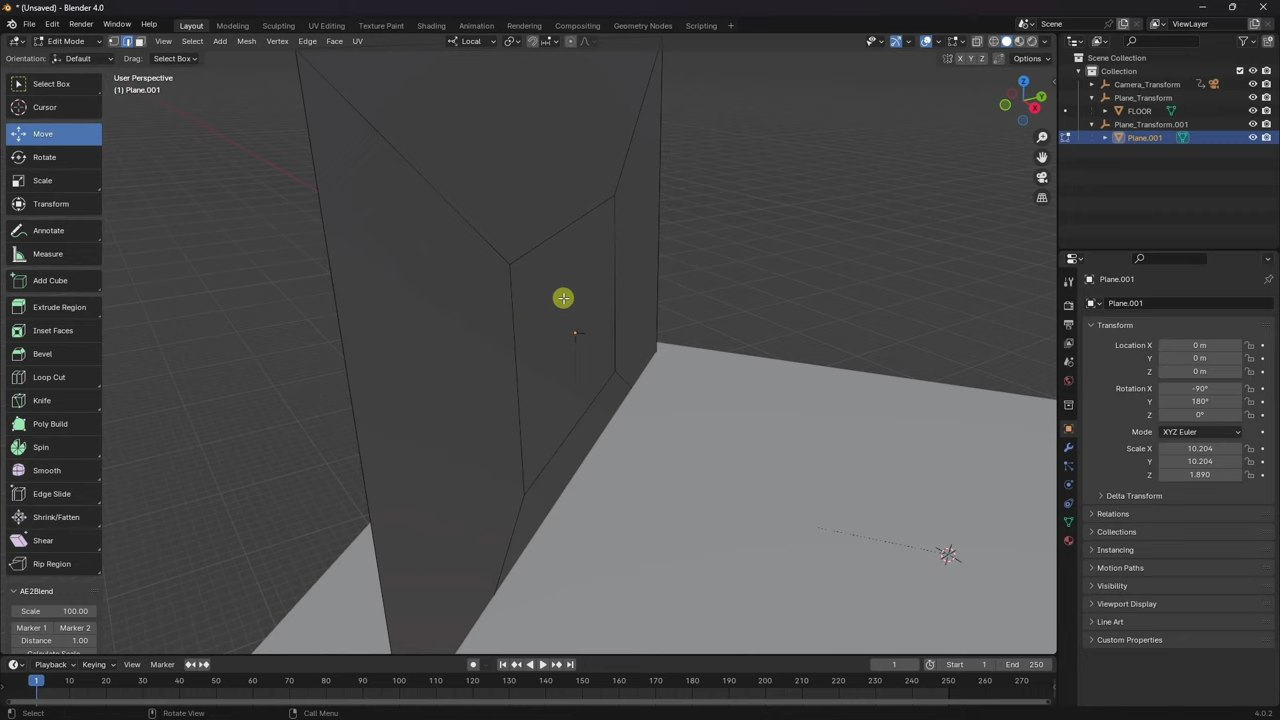 * (Unsaved) - Blender 4.0
File Edit Render Window Help Layout Modeling Sculpting UV Editing Texture Paint Shading Animation Rendering Compositing Geometry Nodes Scripting + Scene ViewLayer
Edit Mode View Select Add Mesh Vertex Edge Face UV Local
Orientation: Default Drag: Select Box X Y Z Options
User Perspective
(1) Plane.001
Select Box
Cursor
Move
Rotate
Scale
Transform
Annotate
Measure
Add Cube
Extrude Region
Inset Faces
Bevel
Loop Cut
Knife
Poly Build
Spin
Smooth
Edge Slide
Shrink/Fatten
Shear
Rip Region
AE2Blend
Scale 100.00
Marker 1 Marker 2
Distance 1.00
Calculate Scale
Z
Y
X
Scene Collection
Collection
Camera_Transform
Plane_Transform
FLOOR
Plane_Transform.001
Plane.001
Plane.001
Plane.001
Transform
Location X 0 m
Y 0 m
Z 0 m
Rotation X -90°
Y 180°
Z 0°
Mode XYZ Euler
Scale X 10.204
Y 10.204
Z 1.890
Delta Transform
Relations
Collections
Instancing
Motion Paths
Visibility
Viewport Display
Line Art
Custom Properties
Playback Keying View Marker 1 Start 1 End 250
1 10 20 30 40 50 60 70 80 90 100 110 120 130 140 150 160 170 180 190 200 210 220 230 240 250 260 270
Select Rotate View Call Menu 4.0.2